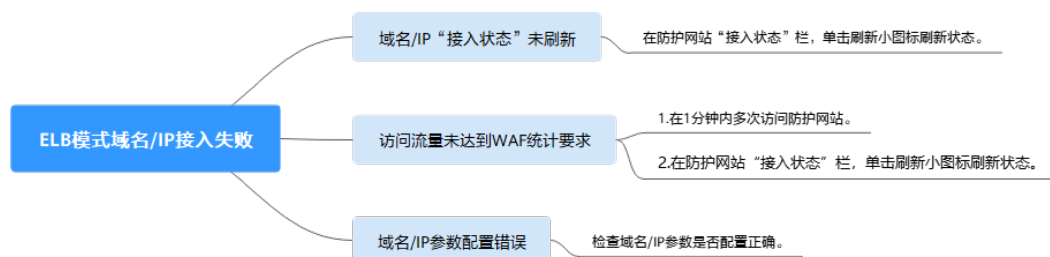 域名/IP“接入状态”未刷新
在防护网站“接入状态”栏，单击刷新小图标刷新状态。
ELB模式域名/IP接入失败
访问流量未达到WAF统计要求
1.在1分钟内多次访问防护网站。
2.在防护网站“接入状态”栏，单击刷新小图标刷新状态。
域名/IP参数配置错误
检查域名/IP参数是否配置正确。